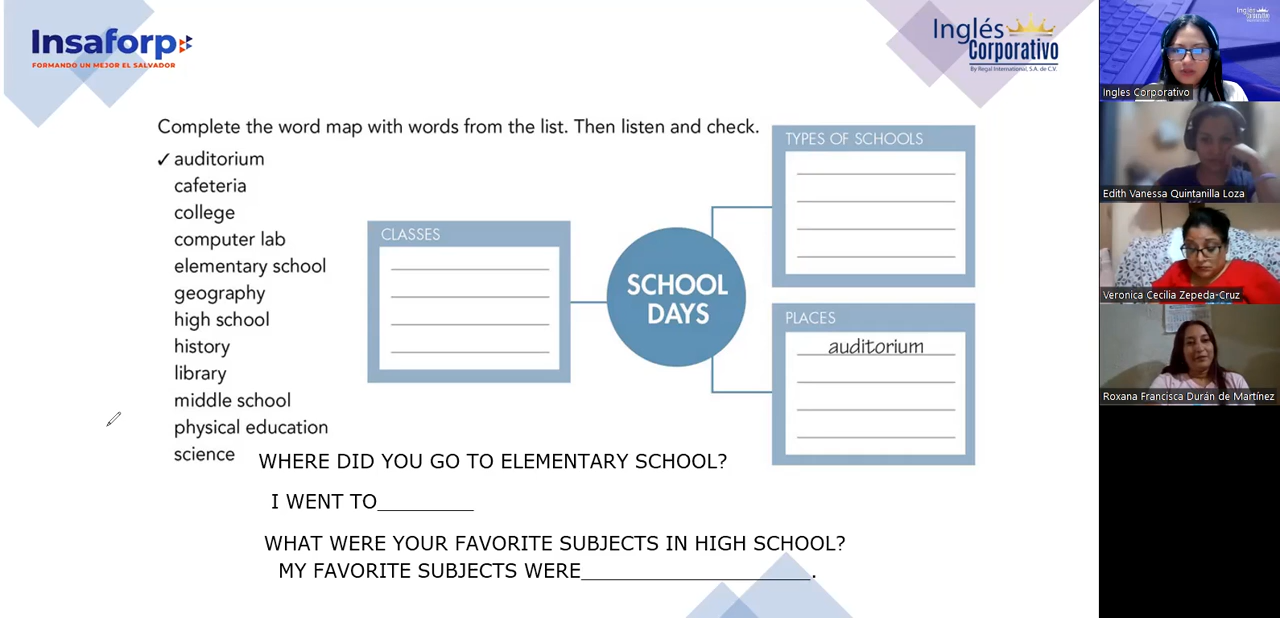 Insaforp
FORMANDO UN MEJOR EL SALVADOR
Inglés
Corporativo
By Regal International, S.A. de C.V.
Complete the word map with words from the list. Then listen and check.
✓ auditorium
cafeteria
college
computer lab
elementary school
geography
high school
history
library
middle school
physical education
science
CLASSES
SCHOOL
DAYS
TYPES OF SCHOOLS
PLACES
auditorium
WHERE DID YOU GO TO ELEMENTARY SCHOOL?
I WENT TO_________
WHAT WERE YOUR FAVORITE SUBJECTS IN HIGH SCHOOL?
MY FAVORITE SUBJECTS WERE_____________________.
Inglés
Corporativo
Ingles Corporativo
Edith Vanessa Quintanilla Loza
Veronica Cecilia Zepeda-Cruz
Roxana Francisca Durán de Martínez